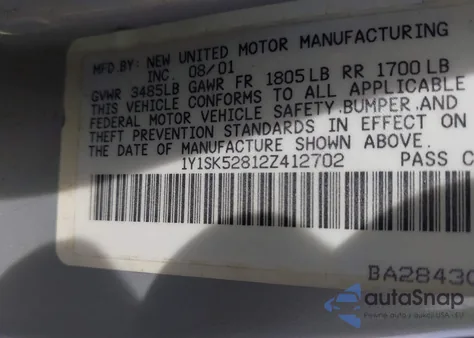 MFD.BY: NEW UNITED MOTOR MANUFACTURING
INC. 08/01
GVWR 3485LB GAWR FR 1805LB RR 1700LB
THIS VEHICLE CONFORMS TO ALL APPLICABLE
FEDERAL MOTOR VEHICLE SAFETY,BUMPER,AND
THEFT PREVENTION STANDARDS IN EFFECT ON
THE DATE OF MANUFACTURE SHOWN ABOVE.
1Y1SK52812Z412702 PASS C
BA2843
autoSnap